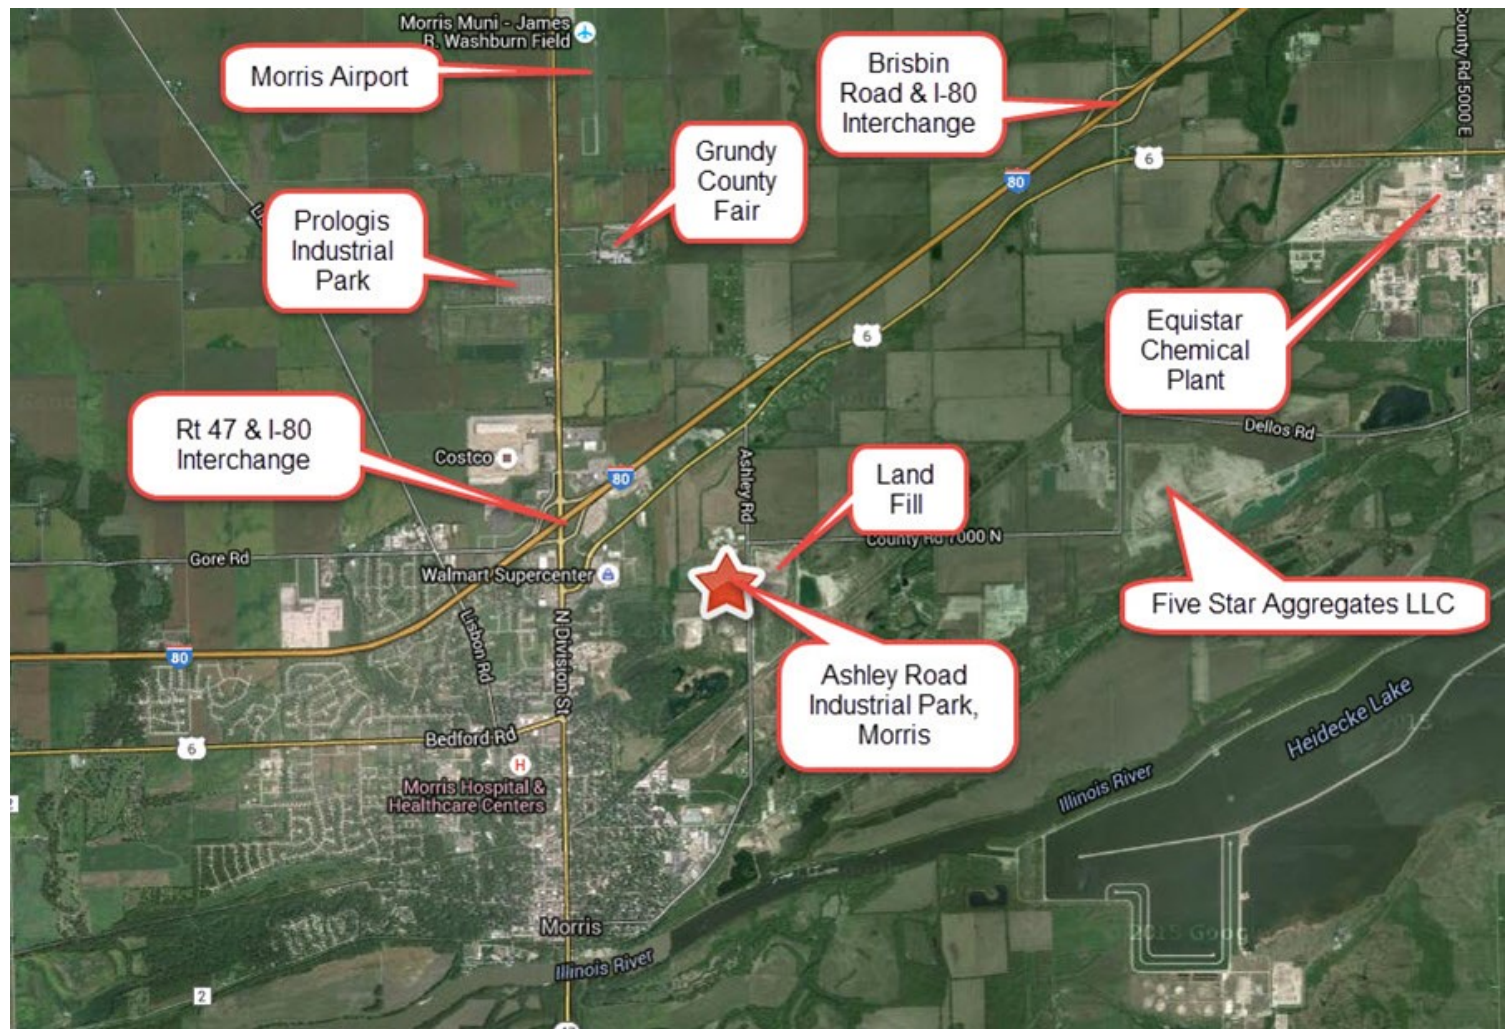 Morris Muni - James
R. Washburn Field
Morris Airport
Brisbin
Road & I-80
Interchange
County Rd 5000 E
Grundy
County
Fair
6
80
Prologis
Industrial
Park
Equistar
Chemical
Plant
6
Rt 47 & I-80
Interchange
Costco
80
Ashley Rd
Land
Fill
Dellos Rd
Gore Rd
County Rd 7000 N
Walmart Supercenter
Five Star Aggregates LLC
Lisbon Rd
N Division St
80
Ashley Road
Industrial Park,
Morris
6
Bedford Rd
H
Morris Hospital &
Healthcare Centers
Heidecke Lake
Illinois River
Morris
2015 Goog
Illinois River
2